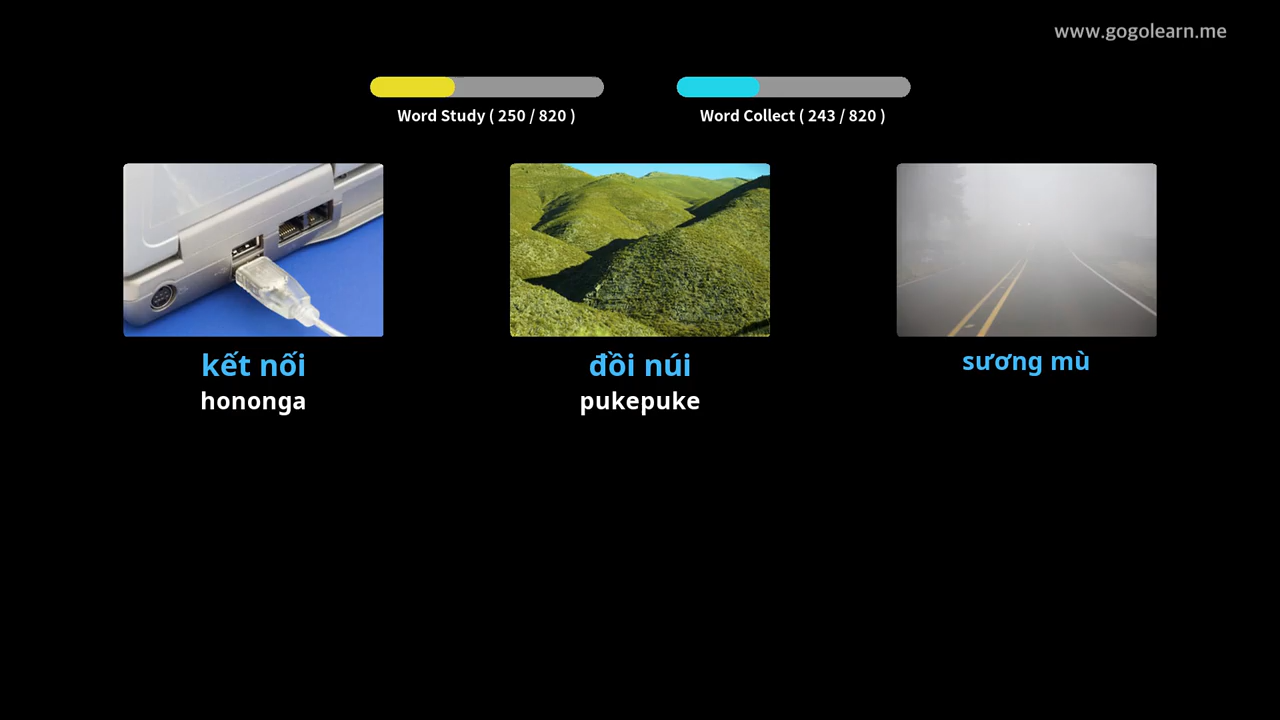 www.gogolearn.me
Word Study ( 250 / 820 )
Word Collect ( 243 / 820 )
kết nối
hononga
đồi núi
pukepuke
sương mù